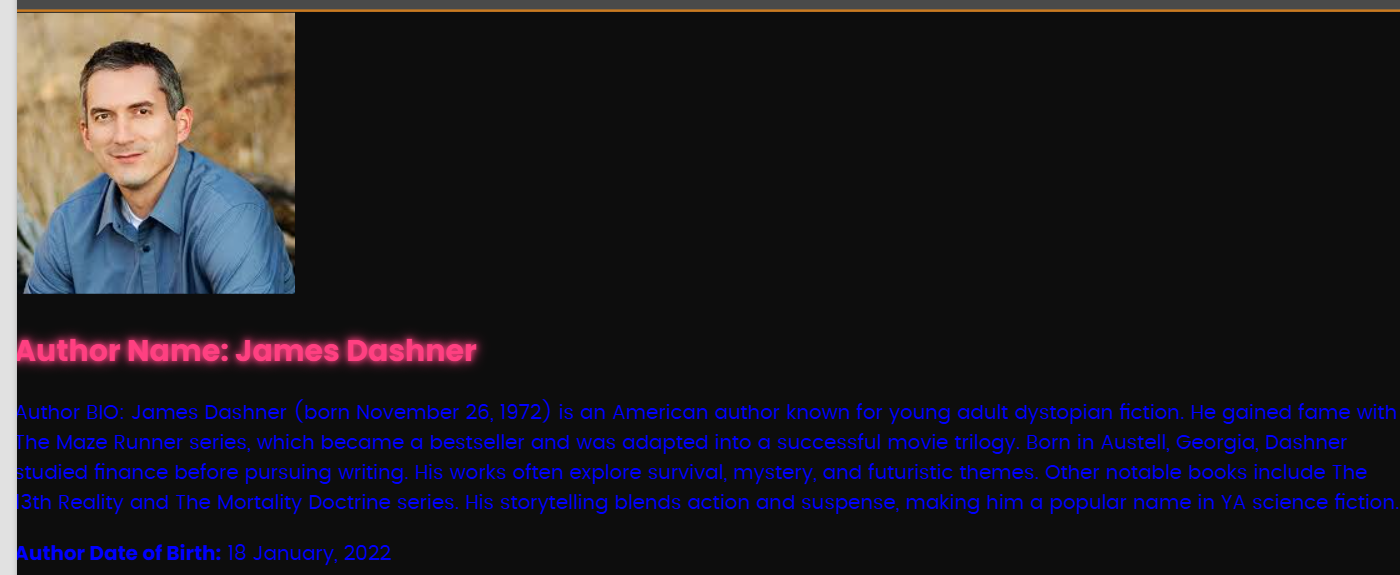 Author Name: James Dashner
Author BIO: James Dashner (born November 26, 1972) is an American author known for young adult dystopian fiction. He gained fame with
The Maze Runner series, which became a bestseller and was adapted into a successful movie trilogy. Born in Austell, Georgia, Dashner
studied finance before pursuing writing. His works often explore survival, mystery, and futuristic themes. Other notable books include The
13th Reality and The Mortality Doctrine series. His storytelling blends action and suspense, making him a popular name in YA science fiction.
Author Date of Birth: 18 January, 2022